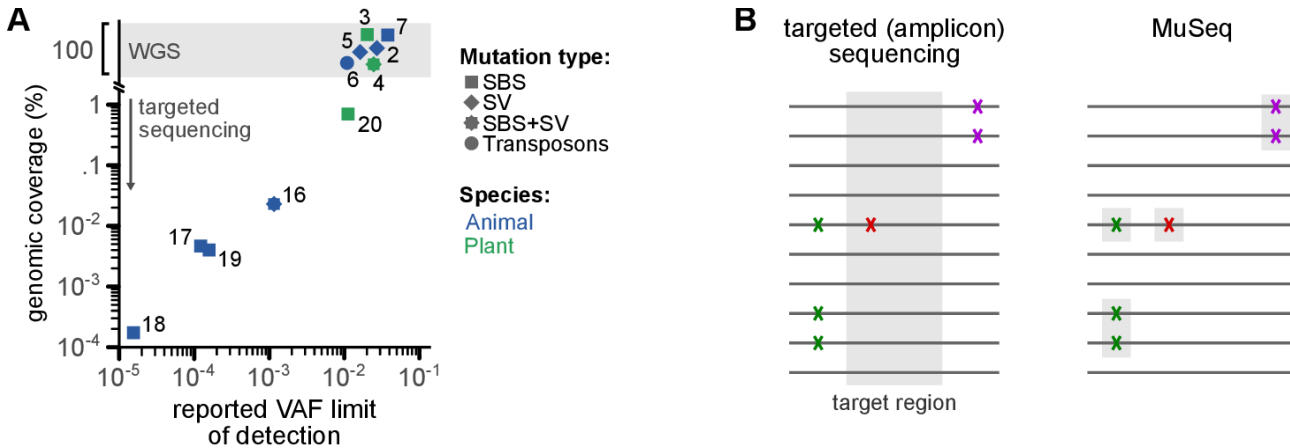 A
100
WGS
3
7
5
2
6
4
1
targeted
sequencing
20
.1
16
10-2
17
19
10-3
18
10-4
10-5
10-4
10-3
10-2
10-1
genomic coverage (%)
reported VAF limit
of detection
Mutation type:
SBS
SV
SBS+SV
Transposons
Species:
Animal
Plant
B
targeted (amplicon)
sequencing
MuSeq
target region